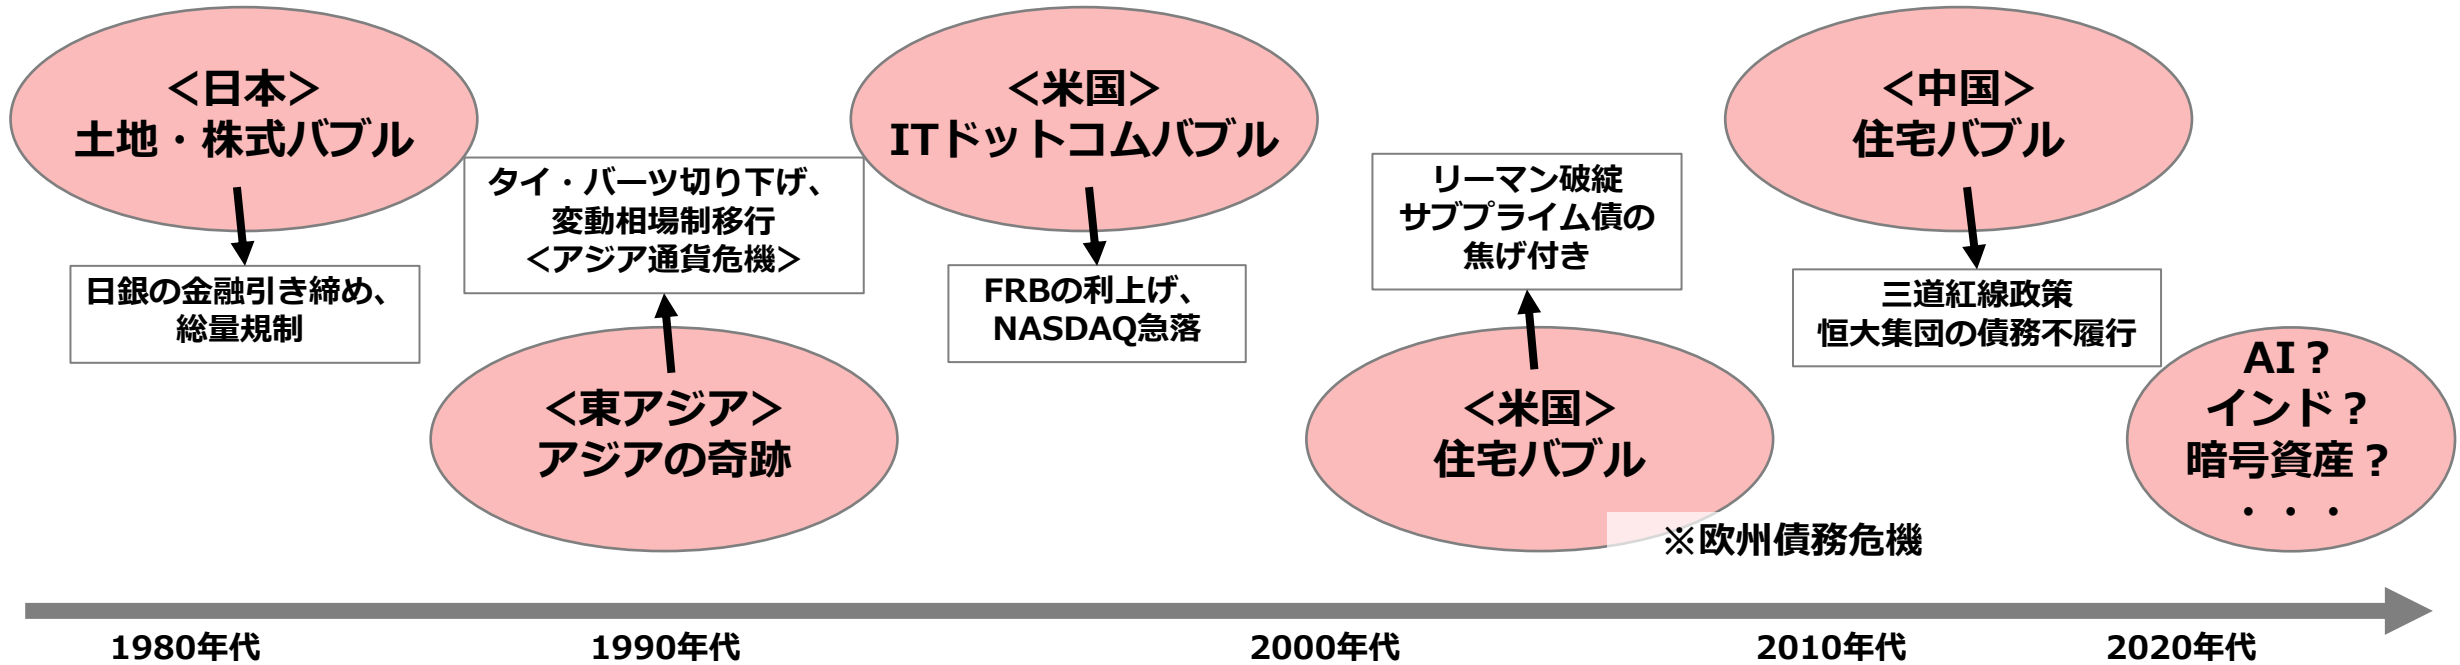 ＜日本＞
土地・株式バブル
日銀の金融引き締め、
総量規制
タイ・バーツ切り下げ、
変動相場制移行
＜アジア通貨危機＞
＜東アジア＞
アジアの奇跡
＜米国＞
ITドットコムバブル
FRBの利上げ、
NASDAQ急落
リーマン破綻
サブプライム債の
焦げ付き
＜米国＞
住宅バブル
※欧州債務危機
＜中国＞
住宅バブル
三道紅線政策
恒大集団の債務不履行
AI？
インド？
暗号資産？
・・・
1980年代
1990年代
2000年代
2010年代
2020年代